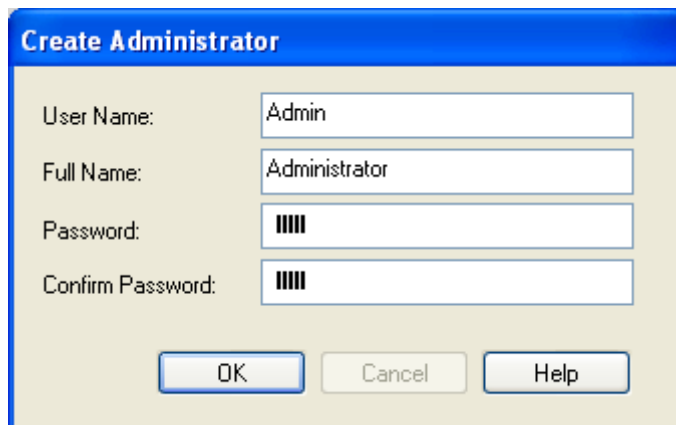 Create Administrator
User Name: Admin
Full Name: Administrator
Password:
Confirm Password:
OK Cancel Help